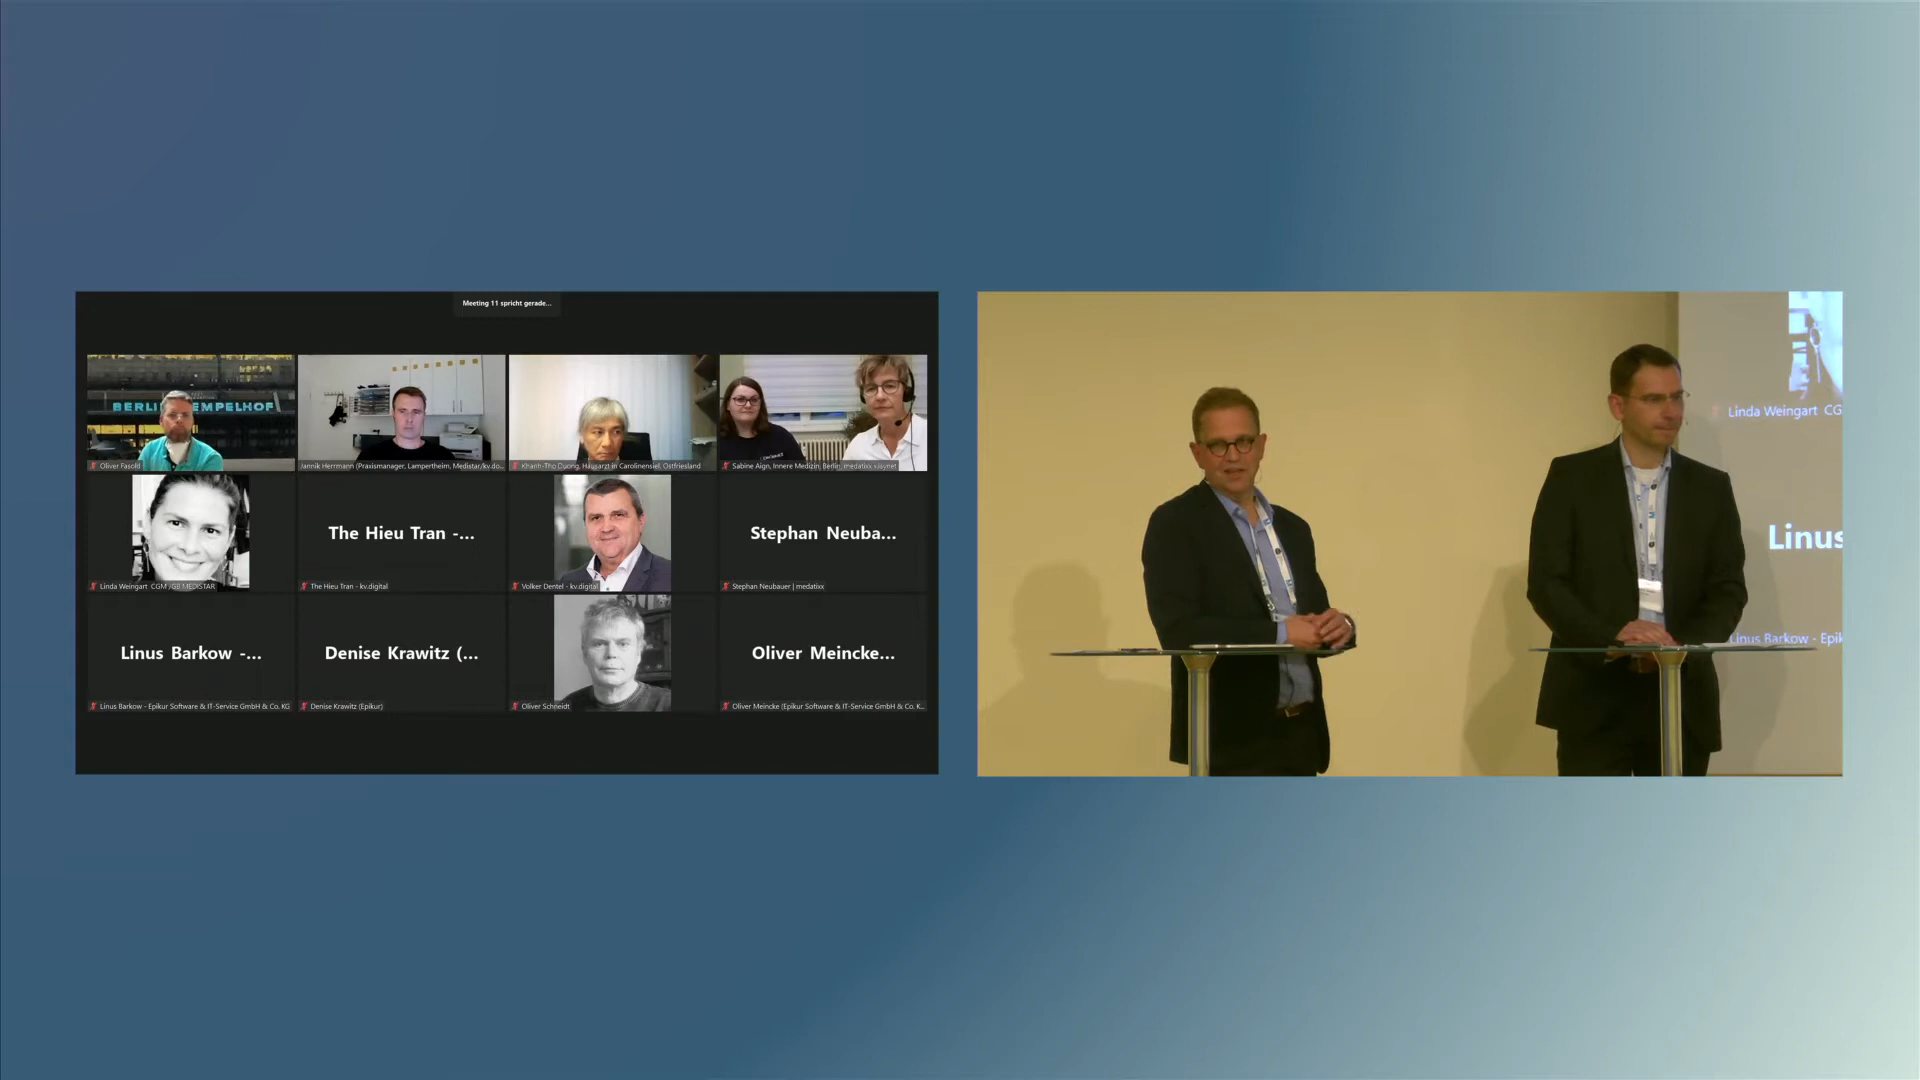 Meeting 11 spricht gerade...
BERLI
EMPELHOF
Oliver Fasold
Jannik Herrmann (Praxismanager, Lampertheim, Medistar/kv.do...
Khanh-Tho Duong, Hausarzt in Carolinensiel, Ostfriesland
Sabine Aign, Innere Medizin, Berlin, medatixx x.isynet
Linda Weingart CGM /GB MEDISTAR
The Hieu Tran -...
The Hieu Tran - kv.digital
Volker Dentel - kv.digital
Stephan Neuba...
Stephan Neubauer | medatixx
Linus Barkow -...
Linus Barkow - Epikur Software & IT-Service GmbH & Co. KG
Denise Krawitz (...
Denise Krawitz (Epikur)
Oliver Schneidt
Oliver Meincke...
Oliver Meincke (Epikur Software & IT-Service GmbH & Co. K...
Linda Weingart CG
Linus
Linus Barkow - Epik